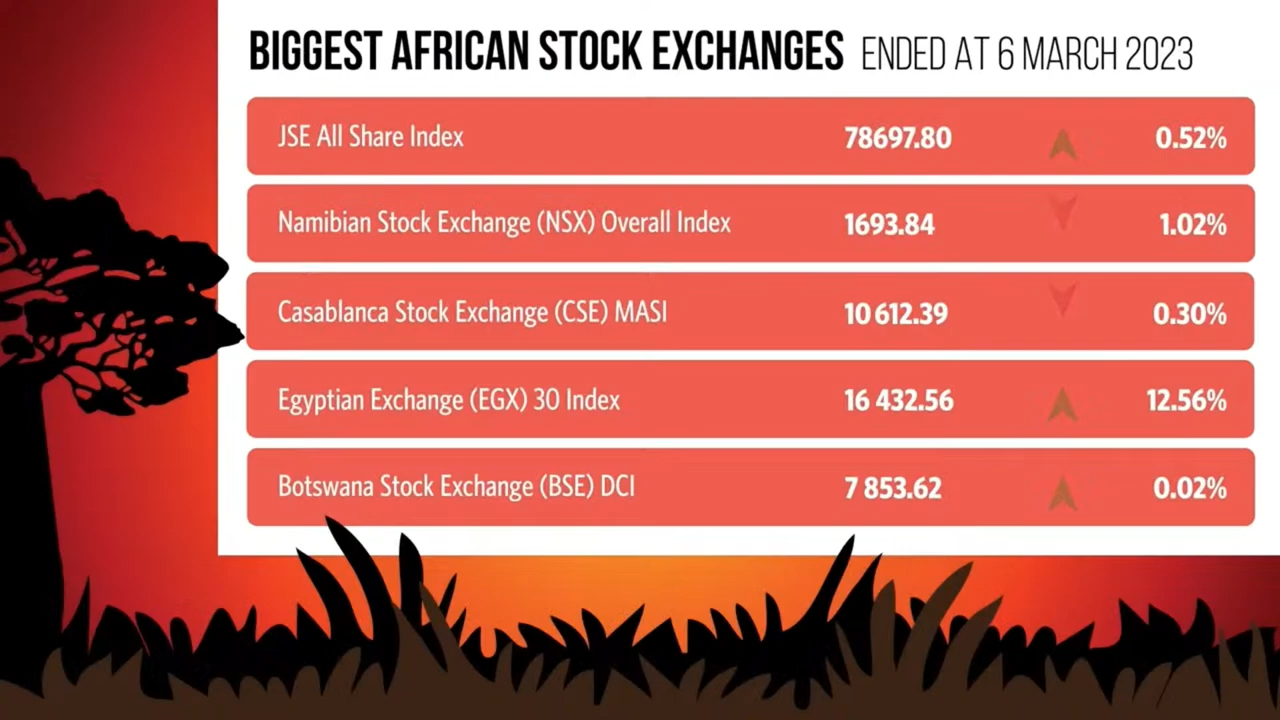 BIGGEST AFRICAN STOCK EXCHANGES ENDED AT 6 MARCH 2023
JSE All Share Index 78697.80 0.52%
Namibian Stock Exchange (NSX) Overall Index 1693.84 1.02%
Casablanca Stock Exchange (CSE) MASI 10 612.39 0.30%
Egyptian Exchange (EGX) 30 Index 16 432.56 12.56%
Botswana Stock Exchange (BSE) DCI 7 853.62 0.02%